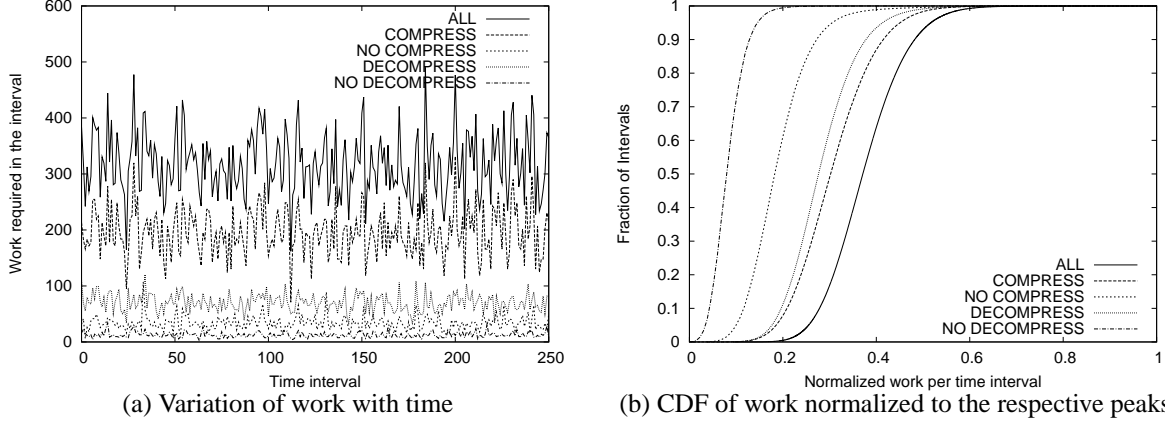 600
500
400
300
200
100
0
0 50 100 150 200 250
Work required in the interval
Time interval
ALL
COMPRESS
NO COMPRESS
DECOMPRESS
NO DECOMPRESS
(a) Variation of work with time
1
0.9
0.8
0.7
0.6
0.5
0.4
0.3
0.2
0.1
0
0 0.2 0.4 0.6 0.8 1
Fraction of Intervals
Normalized work per time interval
ALL
COMPRESS
NO COMPRESS
DECOMPRESS
NO DECOMPRESS
(b) CDF of work normalized to the respective peaks